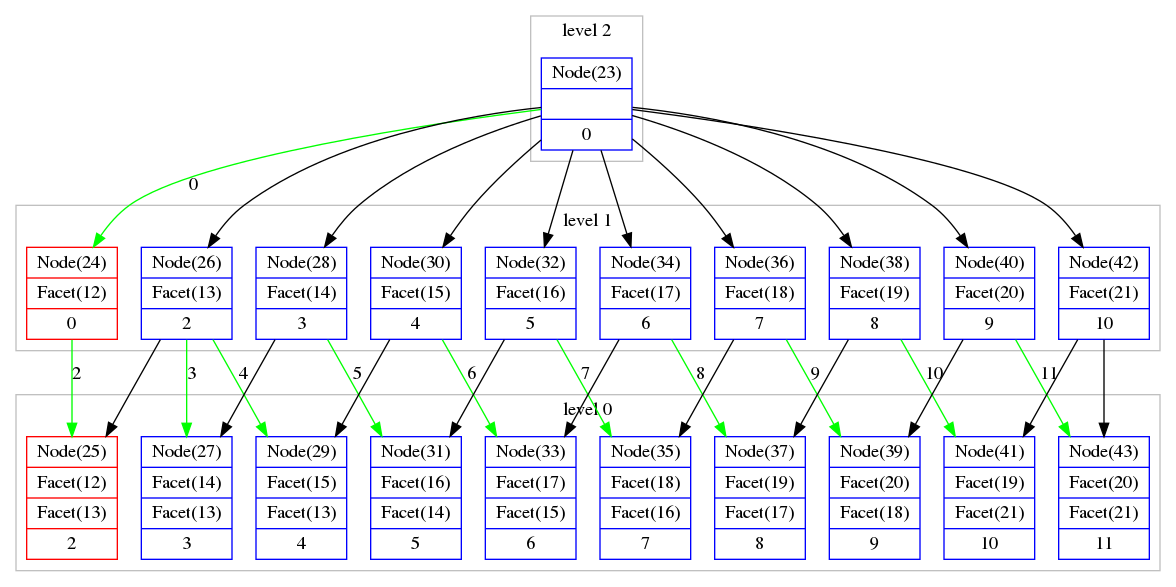 level 2
Node(23)
0
0
level 1
Node(24) Node(26) Node(28) Node(30) Node(32) Node(34) Node(36) Node(38) Node(40) Node(42)
Facet(12) Facet(13) Facet(14) Facet(15) Facet(16) Facet(17) Facet(18) Facet(19) Facet(20) Facet(21)
0 2 3 4 5 6 7 8 9 10
2 3 4 5 6 7 8 9 10 11
level 0
Node(25) Node(27) Node(29) Node(31) Node(33) Node(35) Node(37) Node(39) Node(41) Node(43)
Facet(12) Facet(14) Facet(15) Facet(16) Facet(17) Facet(18) Facet(19) Facet(20) Facet(19) Facet(20)
Facet(13) Facet(13) Facet(13) Facet(14) Facet(15) Facet(16) Facet(17) Facet(18) Facet(21) Facet(21)
2 3 4 5 6 7 8 9 10 11